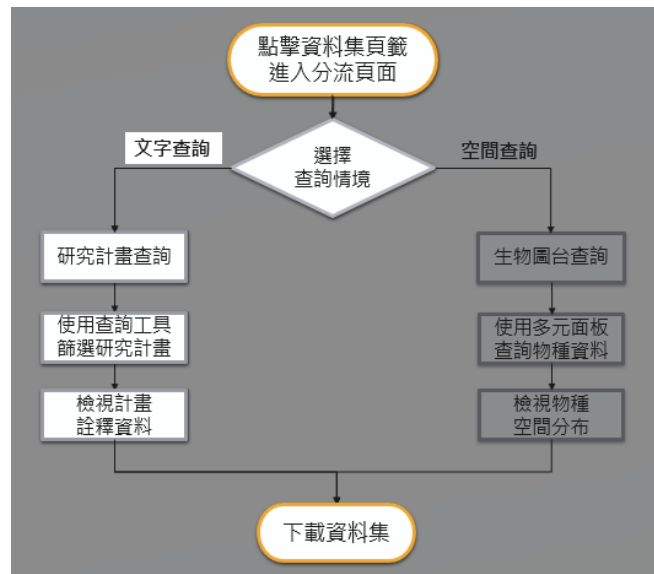 點擊資料集頁籤
進入分流頁面
文字查詢
選擇
查詢情境
空間查詢
研究計畫查詢
生物圖台查詢
使用查詢工具
篩選研究計畫
使用多元面板
查詢物種資料
檢視計畫
詮釋資料
檢視物種
空間分布
下載資料集